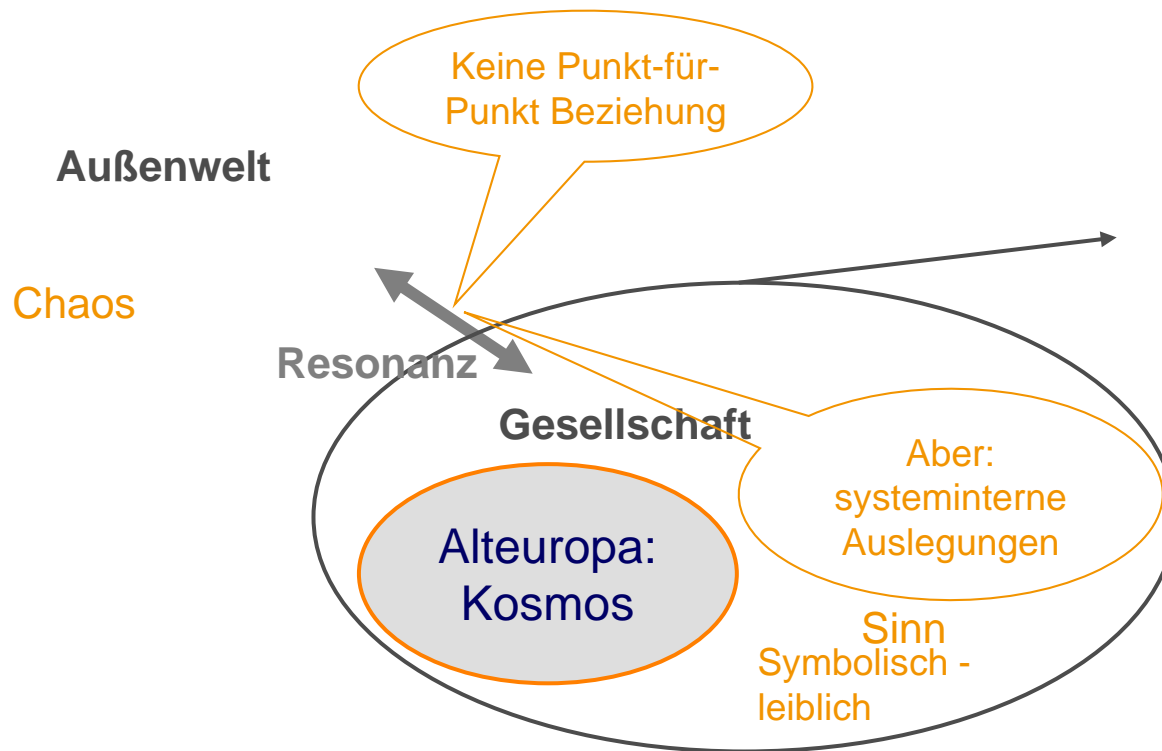 Keine Punkt-für-
Punkt Beziehung
Außenwelt
Chaos
Resonanz
Gesellschaft
Aber:
systeminterne
Auslegungen
Alteuropa:
Kosmos
Sinn
Symbolisch -
leiblich